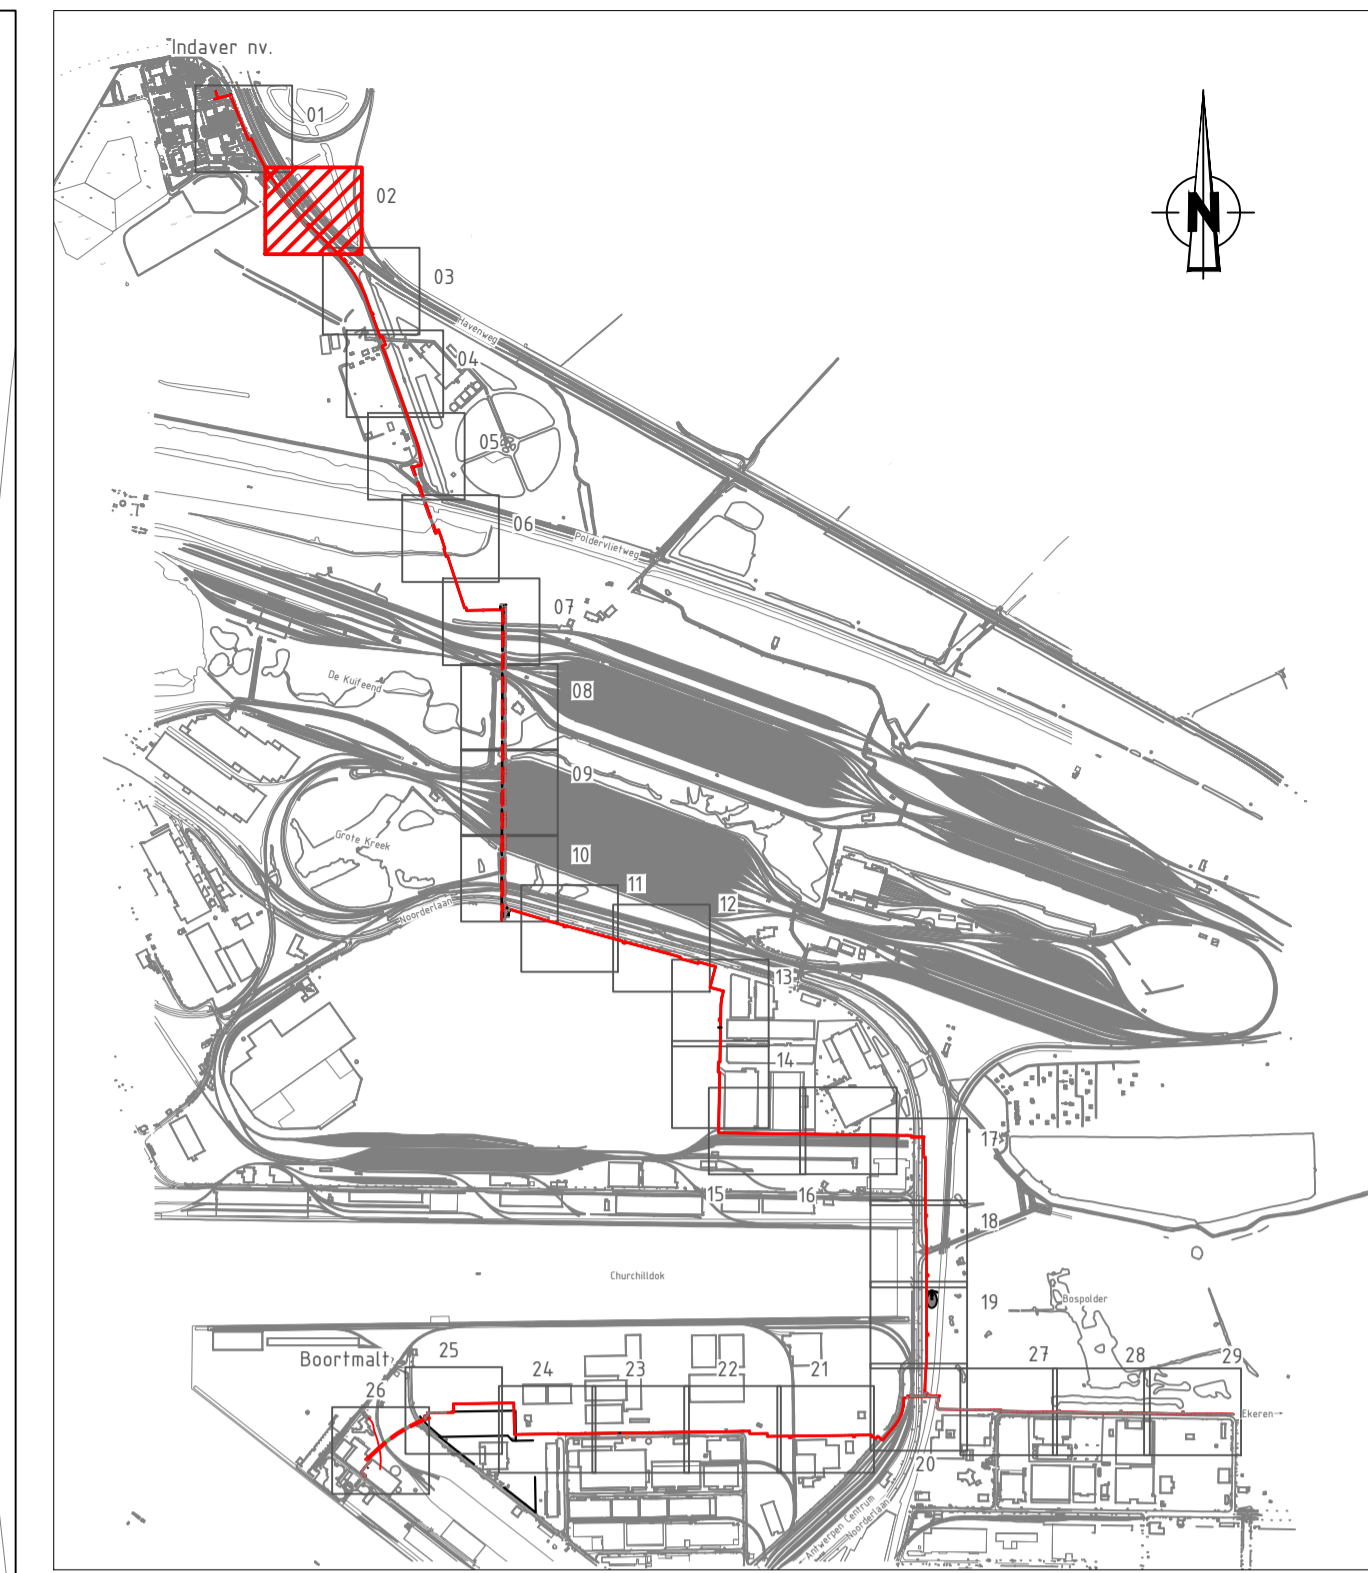 Indaver nv.
01
02
N
03
Havenweg
04
05
06
Poldervlietweg
07
De Kuifeend
08
09
Grote Kreek
10
11
12
Noorderlaan
13
14
17
15
16
18
Churchilldok
19
Bospolder
Boortmalt
25
24
23
22
21
27
28
29
26
Ekeren
20
Antwerpen Centrum
Noorderlaan